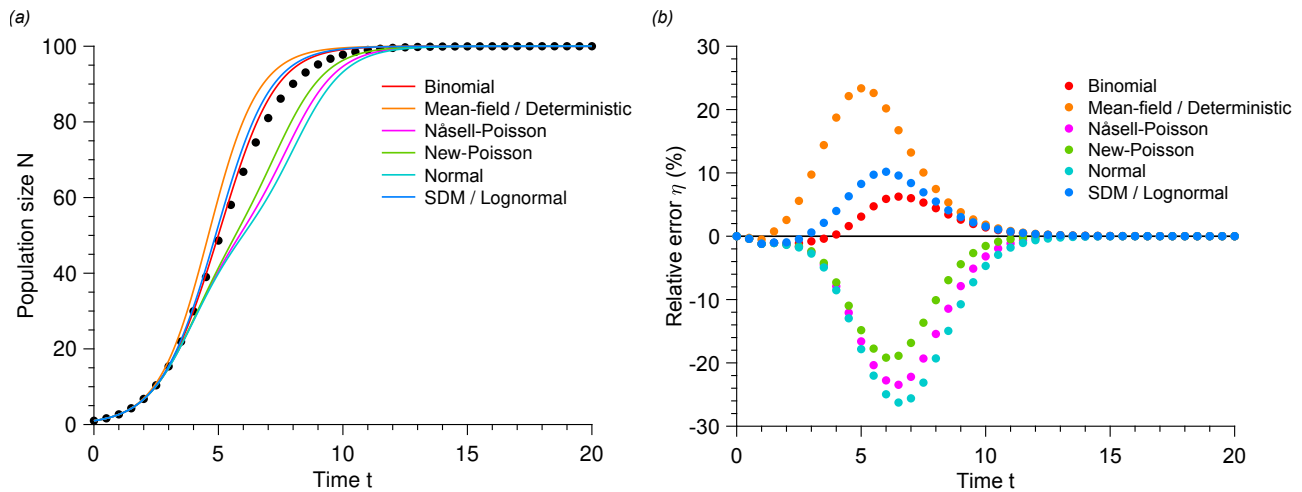 (a)
Population size N
100
80
60
40
20
0
0
5
10
15
20
Time t
Binomial
Mean-field / Deterministic
Nåsell-Poisson
New-Poisson
Normal
SDM / Lognormal
(b)
Relative error η (%)
30
20
10
0
-10
-20
-30
0
5
10
15
20
Time t
Binomial
Mean-field / Deterministic
Nåsell-Poisson
New-Poisson
Normal
SDM / Lognormal